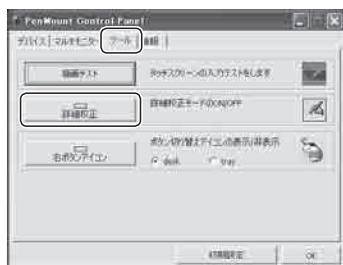 PenMount Control Panel
デバイス マルチモニター ツール 情報
描画テスト タッチスクリーンの入力テストをします
詳細校正 詳細校正モードのON/OFF
右ボタンアイコン ボタン切り替えアイコンの表示/非表示
desk tray
初期設定 OK